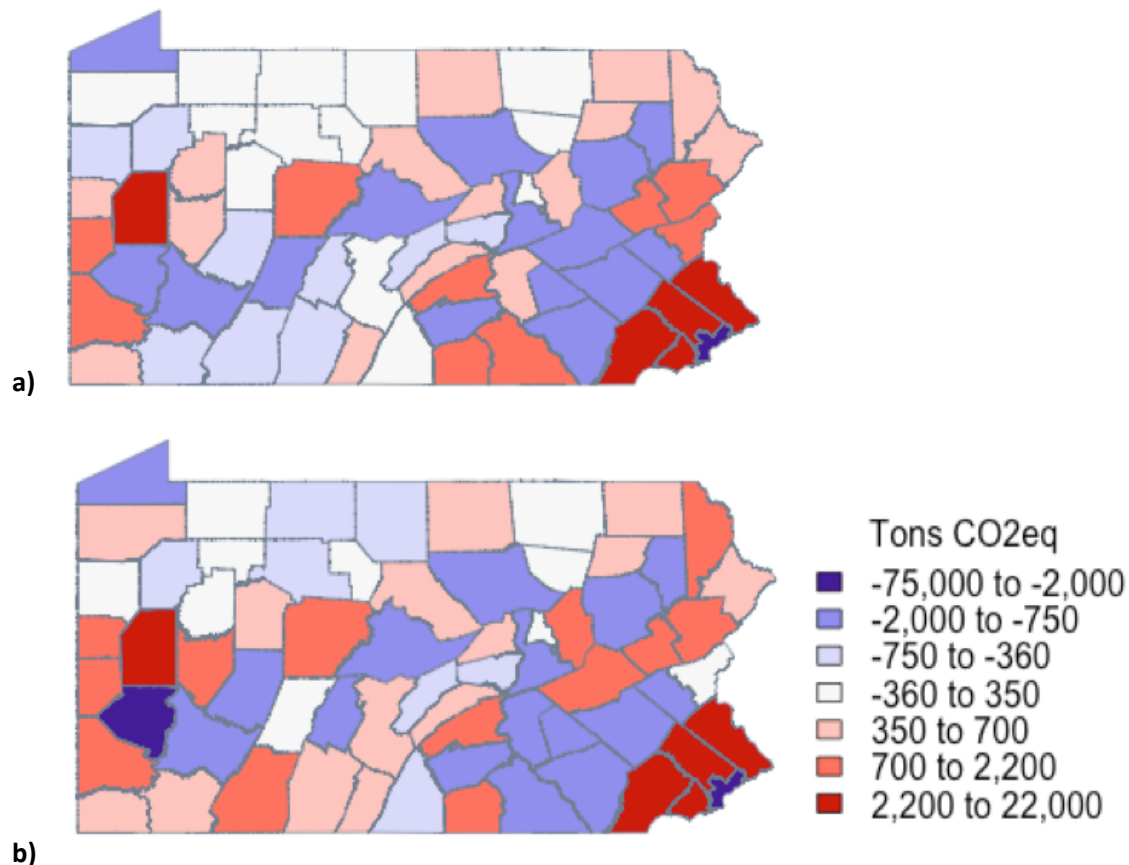 a)
Tons CO2eq
-75,000 to -2,000
-2,000 to -750
-750 to -360
-360 to 350
350 to 700
700 to 2,200
2,200 to 22,000
b)